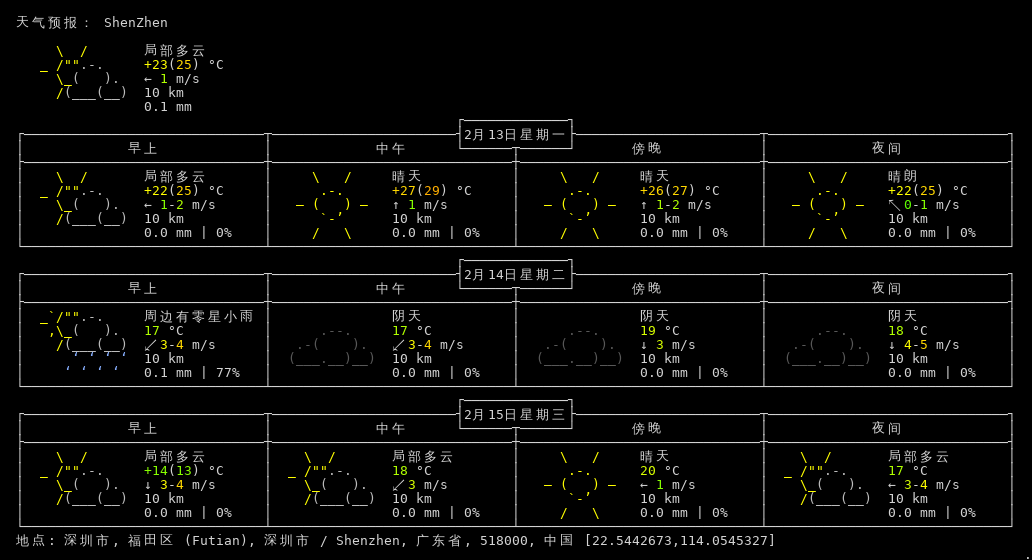 天气预报： ShenZhen
局部多云
+23(25) °C
← 1 m/s
10 km
0.1 mm
2月13日星期一
早上 中午 傍晚 夜间
局部多云 晴天 晴天 晴朗
+22(25) °C +27(29) °C +26(27) °C +22(25) °C
← 1-2 m/s ↑ 1 m/s ↑ 1-2 m/s ↖ 0-1 m/s
10 km 10 km 10 km 10 km
0.0 mm | 0% 0.0 mm | 0% 0.0 mm | 0% 0.0 mm | 0%
2月14日星期二
早上 中午 傍晚 夜间
周边有零星小雨 阴天 阴天 阴天
17 °C 17 °C 19 °C 18 °C
↙ 3-4 m/s ↙ 3-4 m/s ↓ 3 m/s ↓ 4-5 m/s
10 km 10 km 10 km 10 km
0.1 mm | 77% 0.0 mm | 0% 0.0 mm | 0% 0.0 mm | 0%
2月15日星期三
早上 中午 傍晚 夜间
局部多云 局部多云 晴天 局部多云
+14(13) °C 18 °C 20 °C 17 °C
↓ 3-4 m/s ↙ 3 m/s ← 1 m/s ← 3-4 m/s
10 km 10 km 10 km 10 km
0.0 mm | 0% 0.0 mm | 0% 0.0 mm | 0% 0.0 mm | 0%
地点: 深圳市, 福田区 (Futian), 深圳市 / Shenzhen, 广东省, 518000, 中国 [22.5442673,114.0545327]